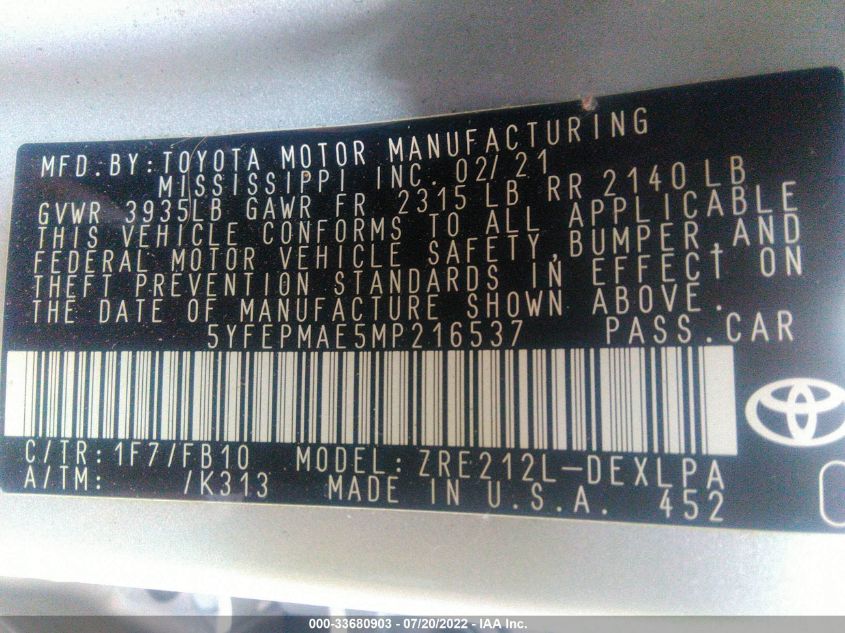 MFD.BY:TOYOTA MOTOR MANUFACTURING
MISSISSIPPI INC. 02/21
GVWR 3935LB GAWR FR 2315 LB RR 2140 LB
THIS VEHICLE CONFORMS TO ALL APPLICABLE
FEDERAL MOTOR VEHICLE SAFETY,BUMPER,AND
THEFT PREVENTION STANDARDS IN EFFECT ON
THE DATE OF MANUFACTURE SHOWN ABOVE.
5YFEPMAE5MP216537 PASS.CAR
C/TR:1F7/FB10 MODEL:ZRE212L-DEXLPA
A/TM: /K313 MADE IN U.S.A. 452
000-33680903 - 07/20/2022 - IAA Inc.